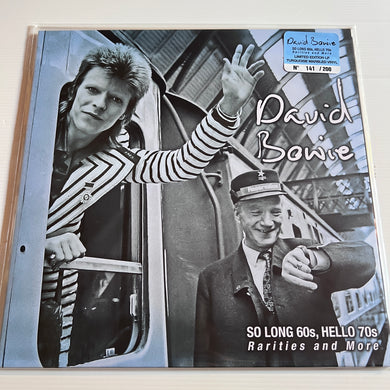 David Bowie
SO LONG 60s, HELLO 70s
Rarities and More
LIMITED EDITION LP
TURQUOISE MARBLED VINYL
Nº 141 / 200
David
Bowie
SO LONG 60s, HELLO 70s
Rarities and More